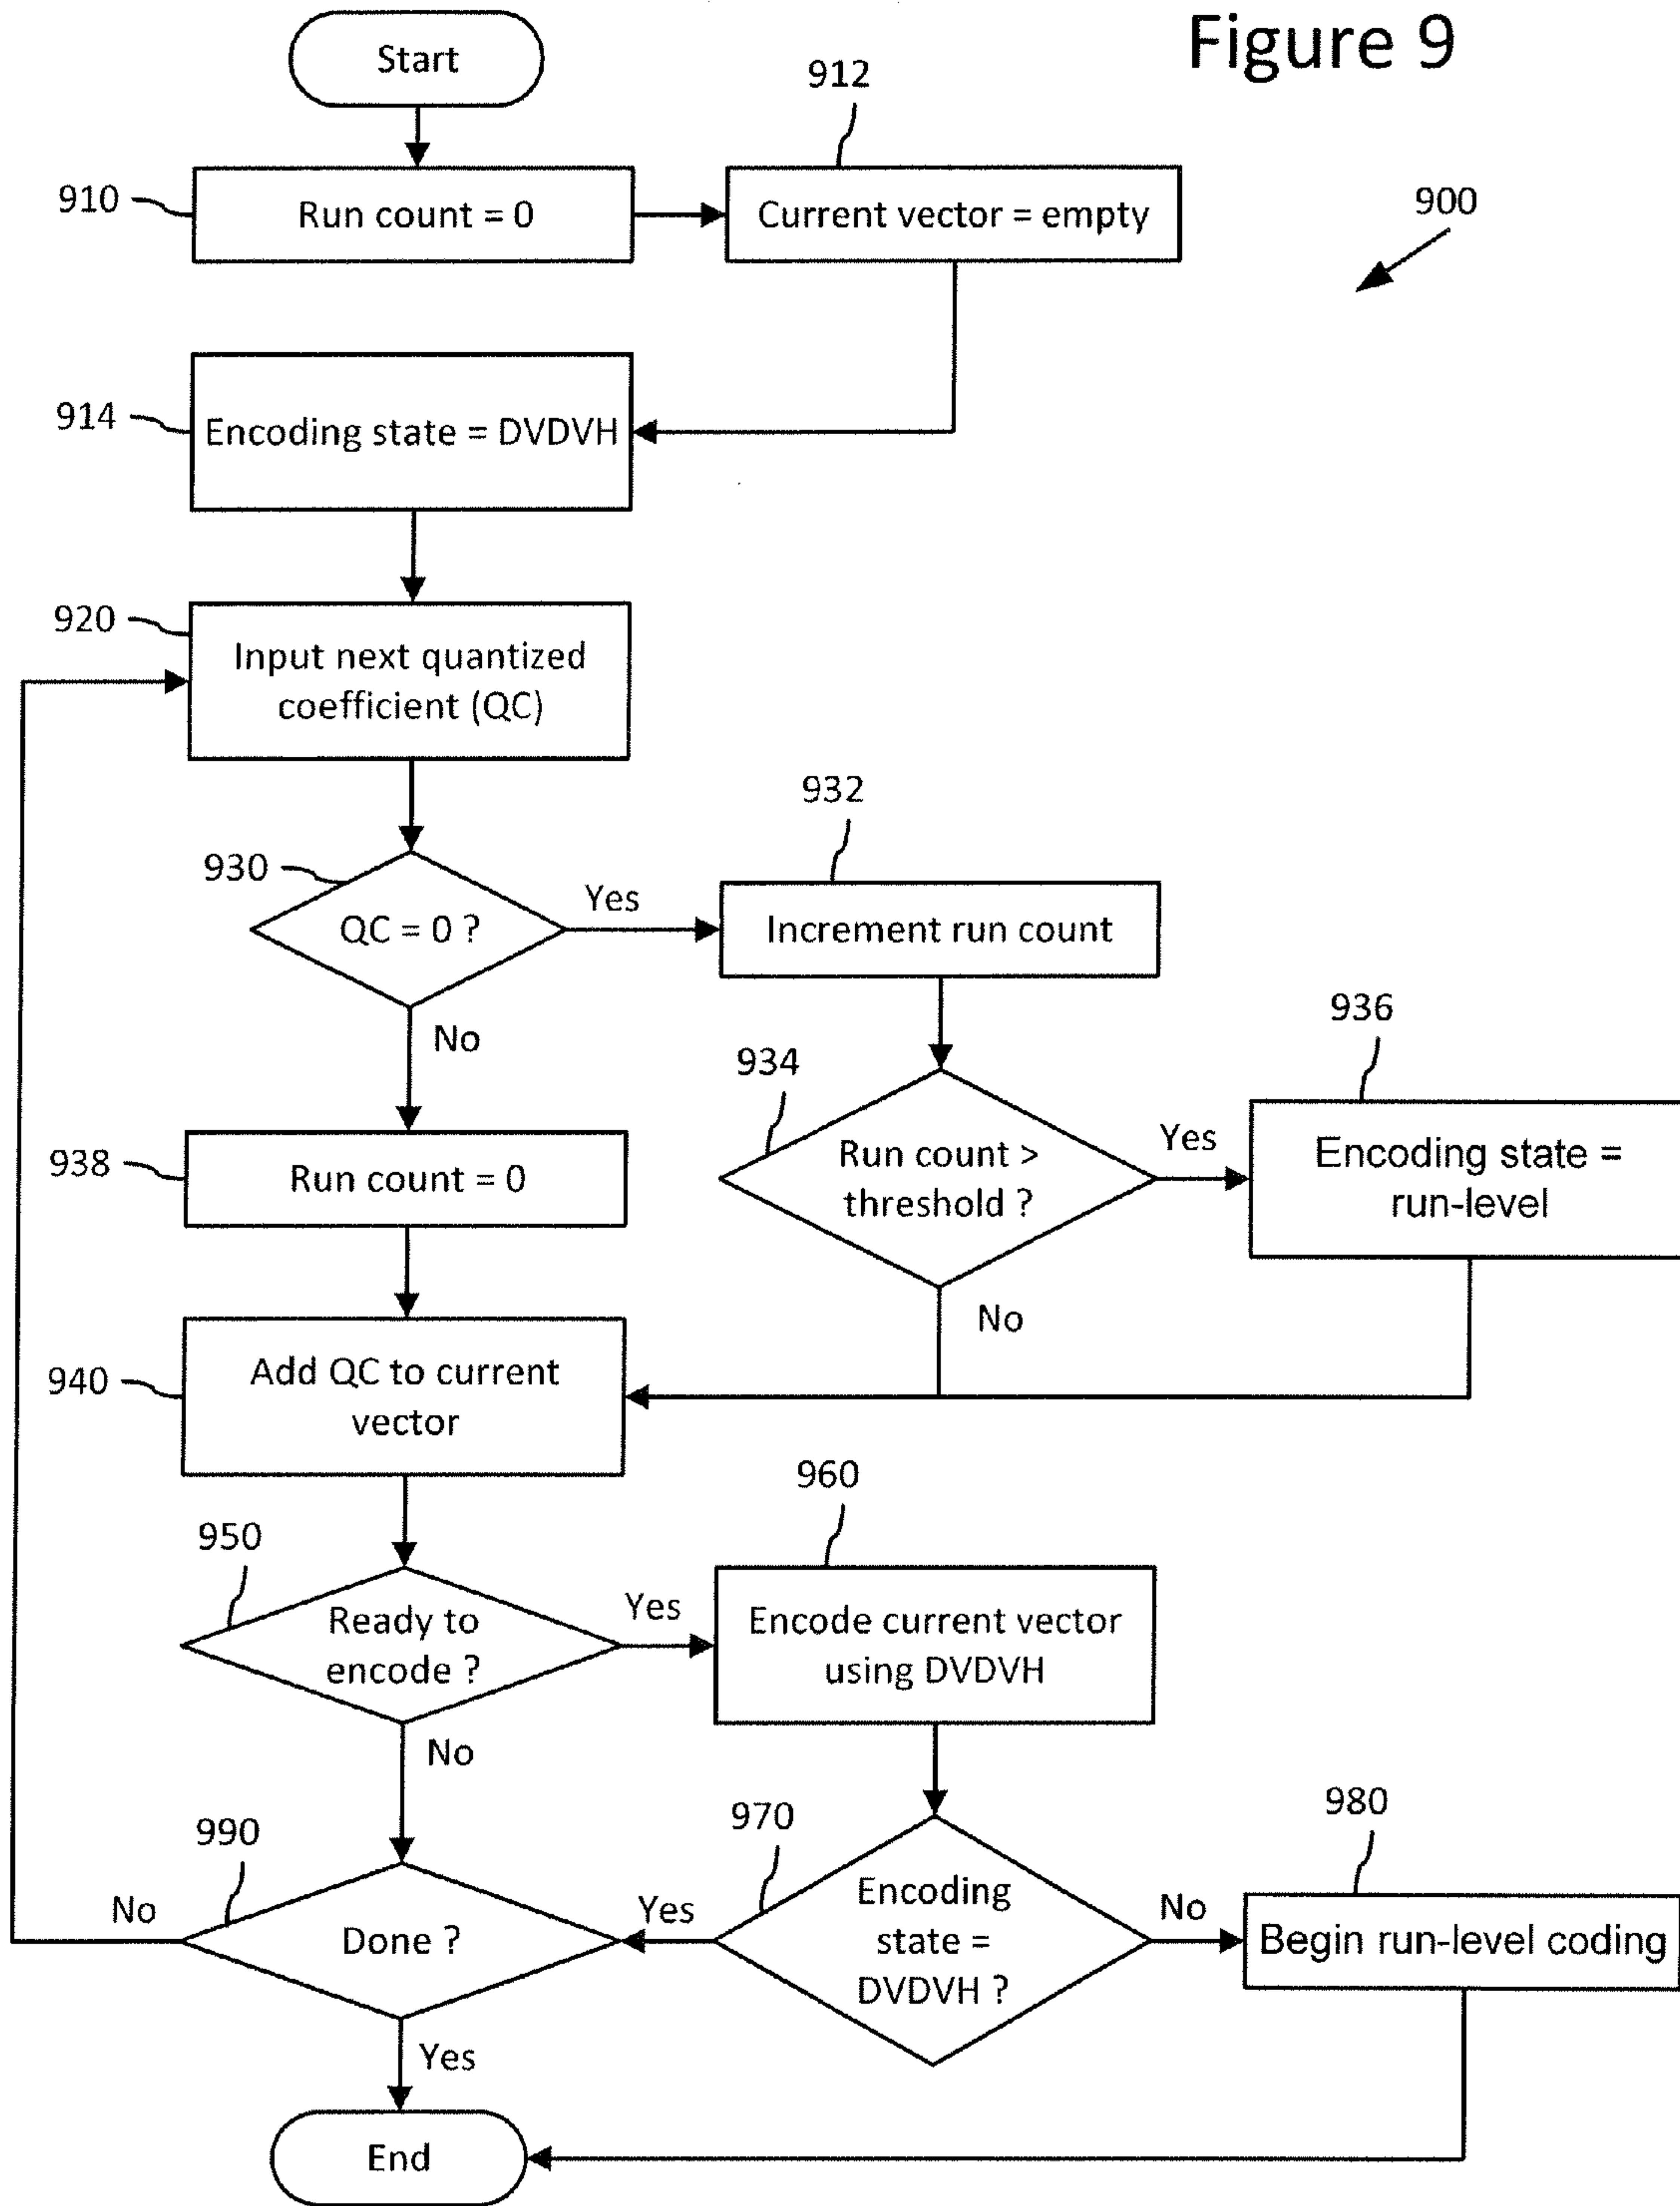 Figure 9
Start
912
910
Run count = 0
Current vector = empty
900
914
Encoding state = DVDVH
920
Input next quantized
coefficient (QC)
932
930
QC = 0 ?
Yes
Increment run count
No
936
934
938
Run count = 0
Run count >
threshold ?
Yes
Encoding state =
run-level
No
940
Add QC to current
vector
960
950
Ready to
encode ?
Yes
Encode current vector
using DVDVH
No
980
970
990
No
Done ?
Yes
Encoding
state =
DVDVH ?
No
Begin run-level coding
Yes
End